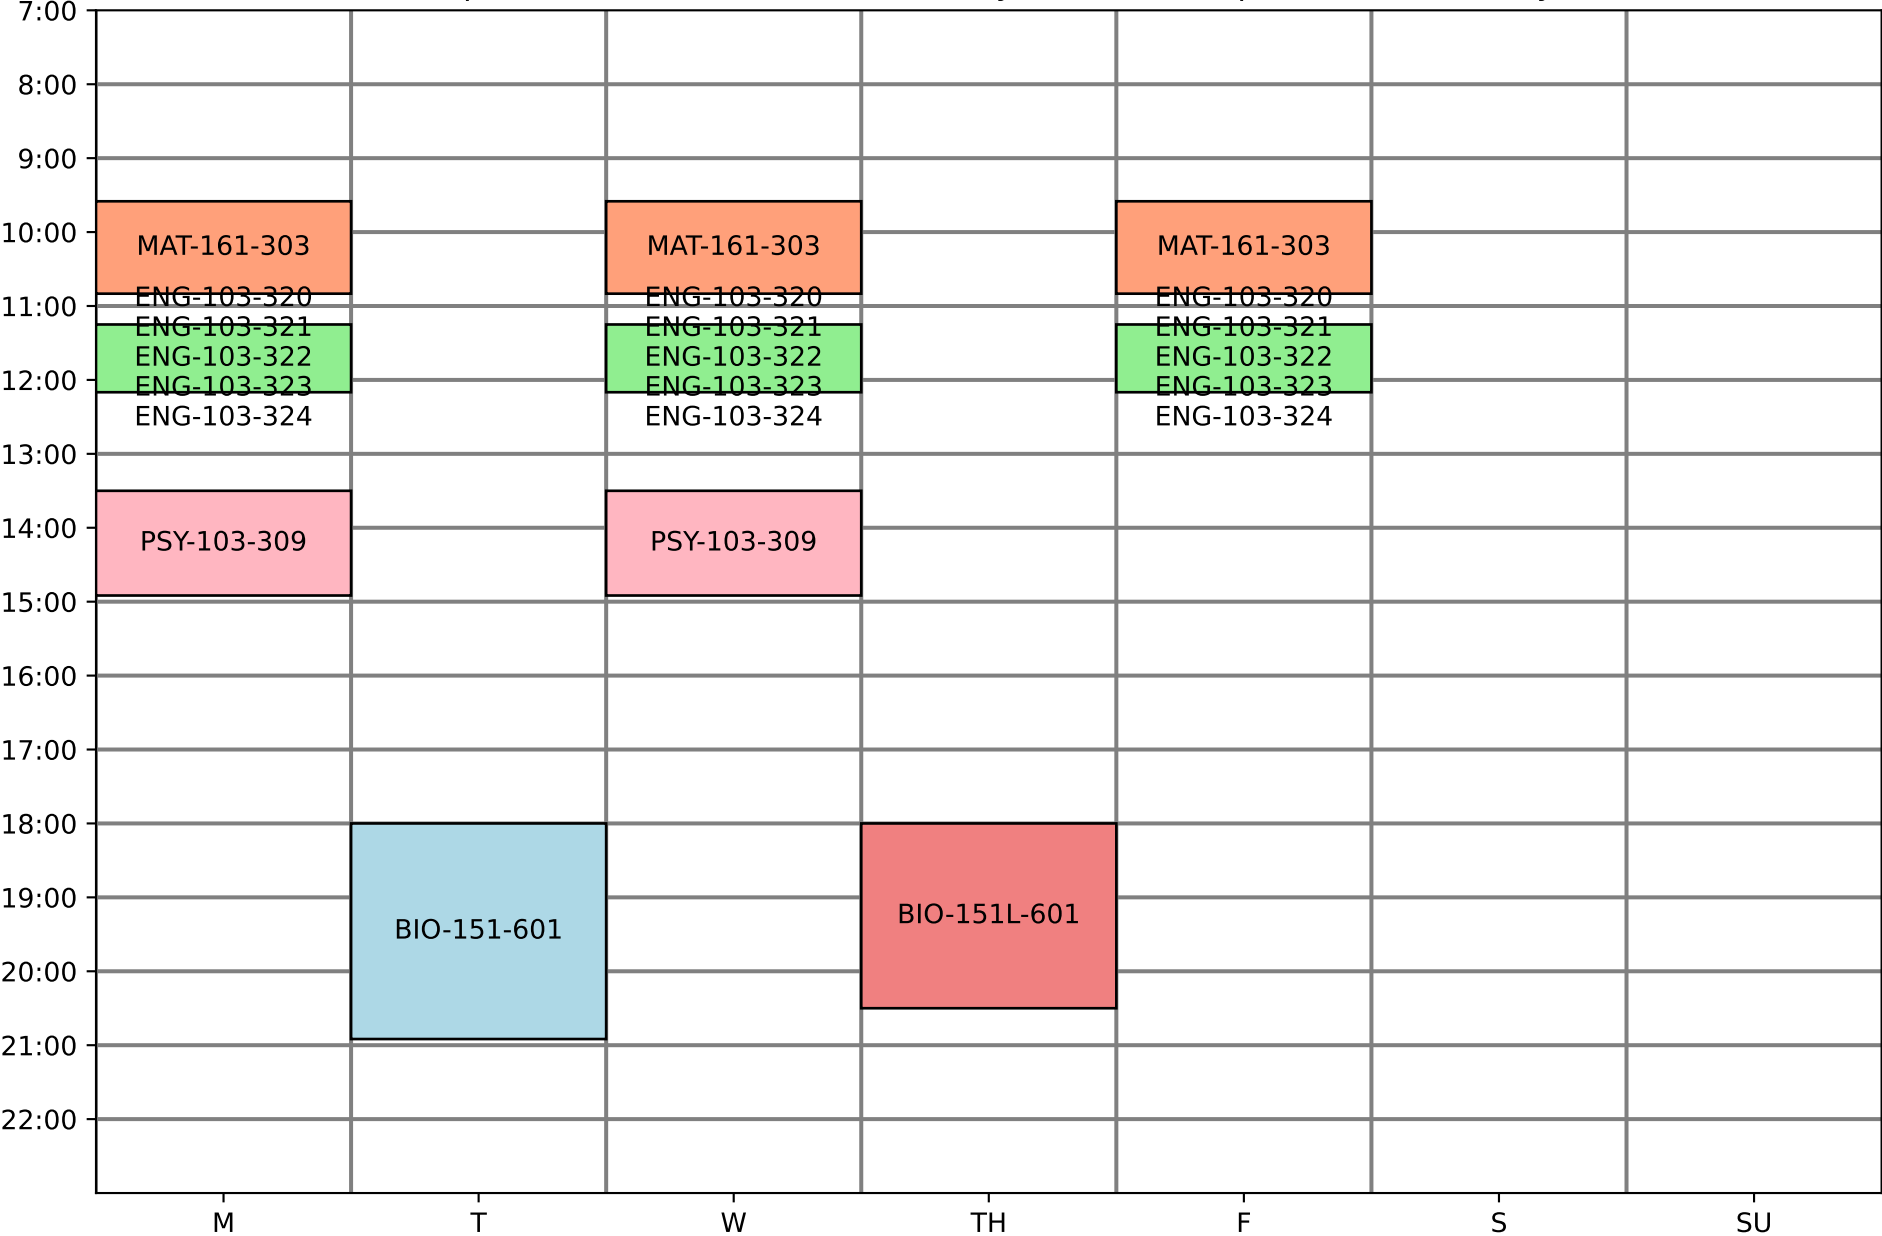 7:00
8:00
9:00
10:00
MAT-161-303 MAT-161-303 MAT-161-303
ENG-103-320 ENG-103-320 ENG-103-320
11:00
ENG-103-321 ENG-103-321 ENG-103-321
ENG-103-322 ENG-103-322 ENG-103-322
12:00 ENG-103-323 ENG-103-323 ENG-103-323
ENG-103-324 ENG-103-324 ENG-103-324
13:00
14:00 PSY-103-309 PSY-103-309
15:00
16:00
17:00
18:00
19:00 BIO-151L-601
BIO-151-601
20:00
21:00
22:00
M T W TH F S SU